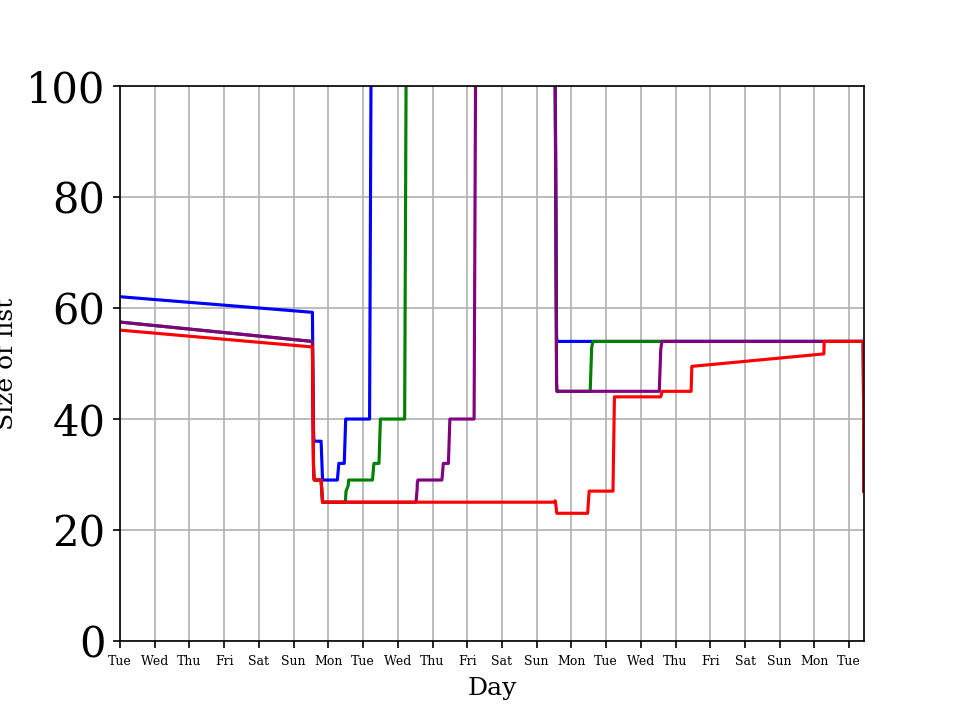 100
80
60
40
20
0
Size of list
Tue Wed Thu Fri Sat Sun Mon Tue Wed Thu Fri Sat Sun Mon Tue Wed Thu Fri Sat Sun Mon Tue
Day